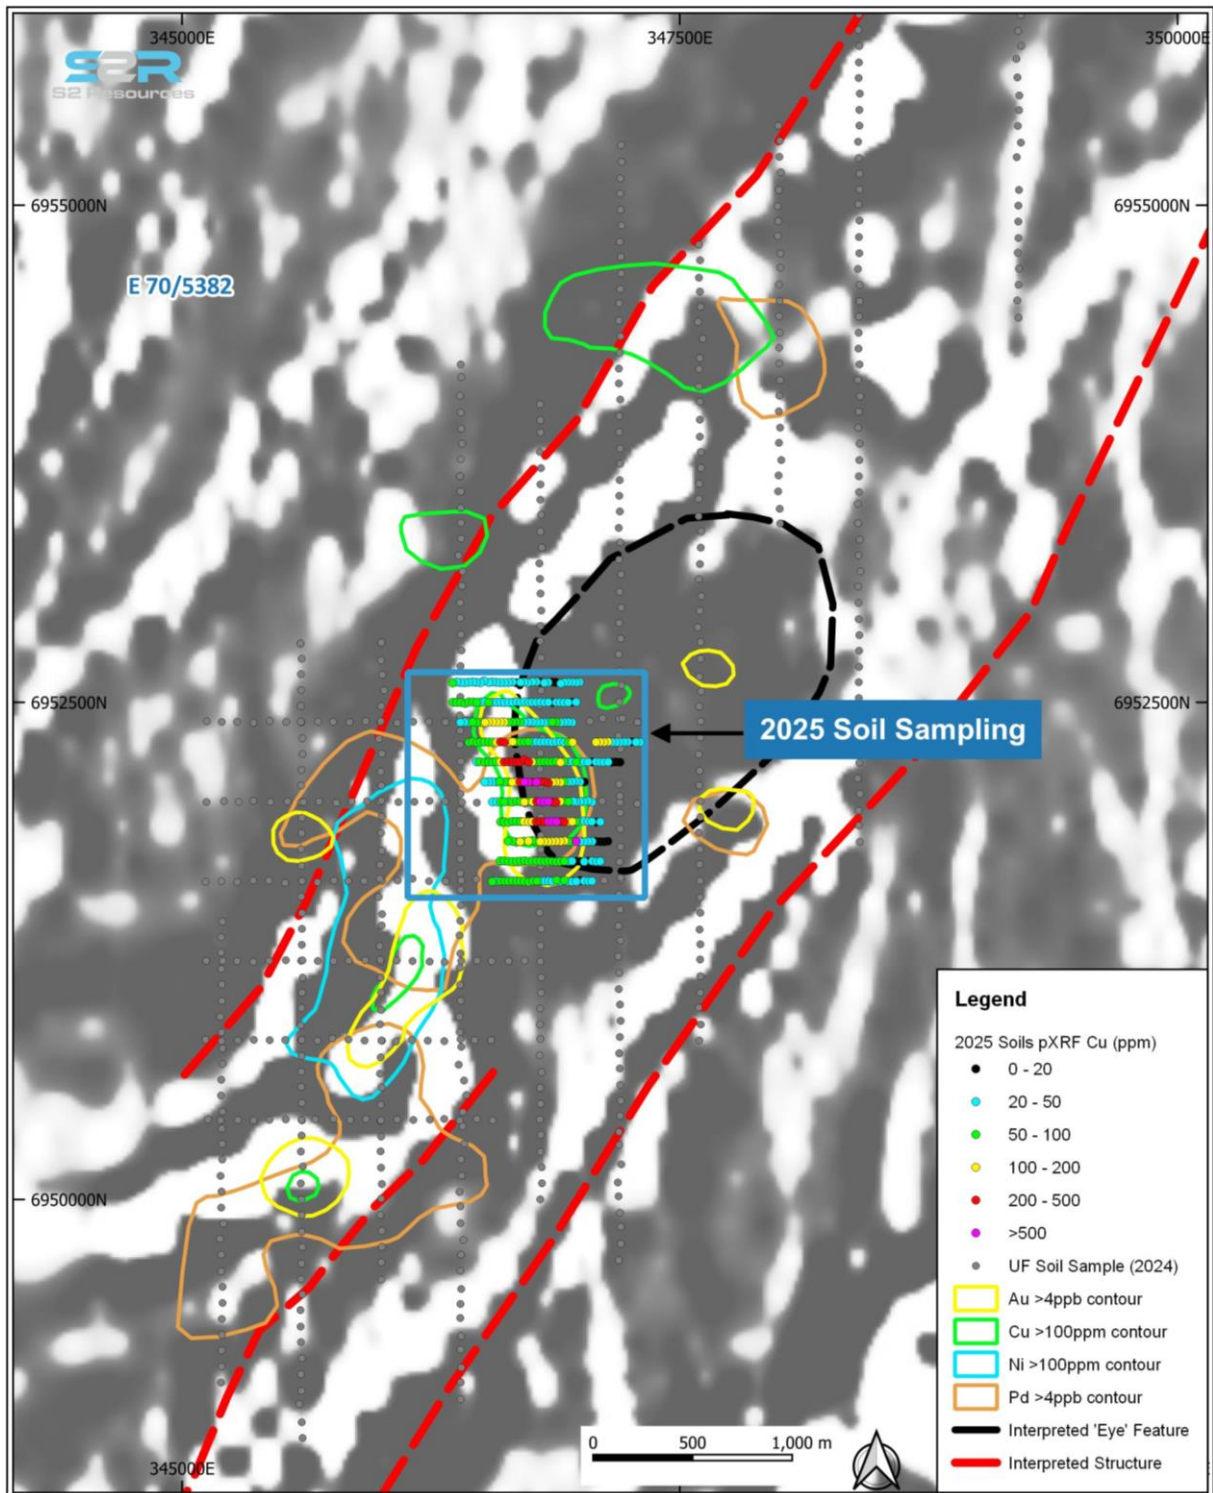 345000E
347500E
350000E
S2R
S2 Resources
6955000N
6955000N
E 70/5382
6952500N
6952500N
2025 Soil Sampling
Legend
2025 Soils pXRF Cu (ppm)
0 - 20
20 - 50
50 - 100
100 - 200
6950000N
200 - 500
>500
UF Soil Sample (2024)
Au >4ppb contour
Cu >100ppm contour
Ni >100ppm contour
Pd >4ppb contour
Interpreted 'Eye' Feature
Interpreted Structure
0 500 1,000 m
345000E